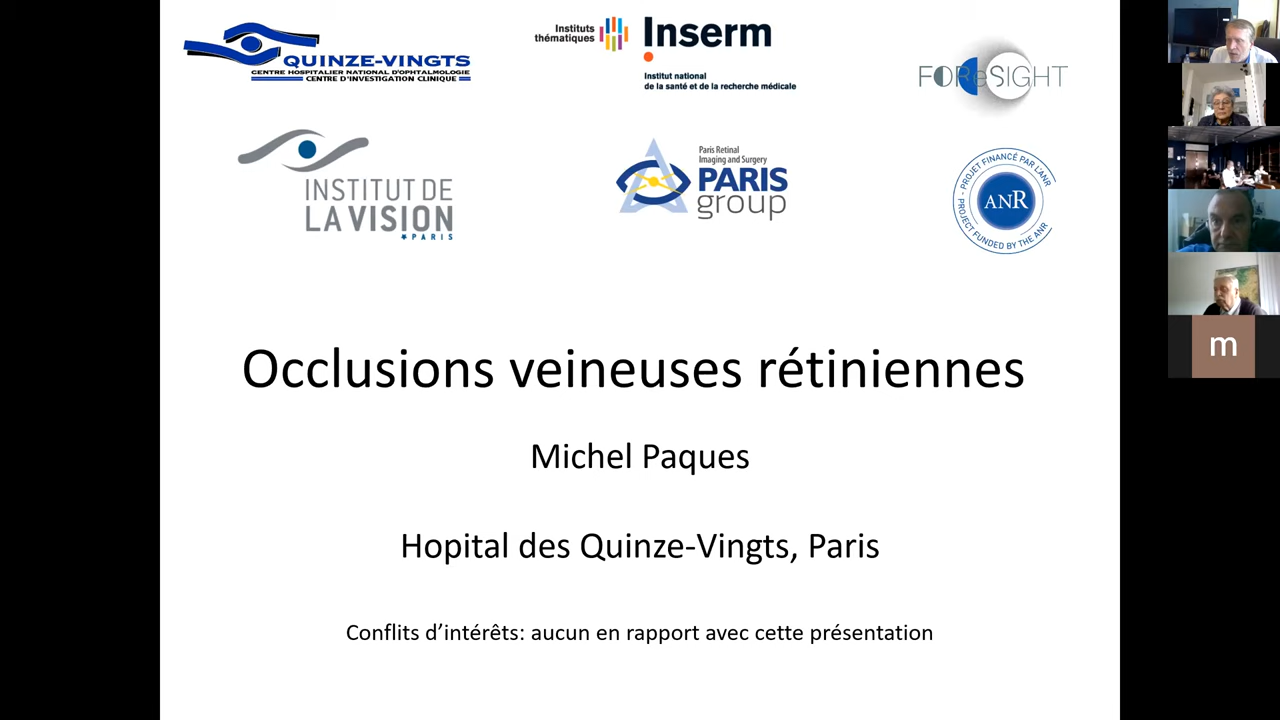 QUINZE-VINGTS
CENTRE HOSPITALIER NATIONAL D'OPHTALMOLOGIE
CENTRE D'INVESTIGATION CLINIQUE
Instituts
thématiques
Inserm
Institut national
de la santé et de la recherche médicale
FOReSIGHT
INSTITUT DE
LA VISION
PARIS
Paris Retinal
Imaging and Surgery
PARIS
group
PROJET FINANCÉ PAR L'ANR
ANR
PROJECT FUNDED BY THE ANR
m
Occlusions veineuses rétiniennes
Michel Paques
Hopital des Quinze-Vingts, Paris
Conflits d'intérêts: aucun en rapport avec cette présentation